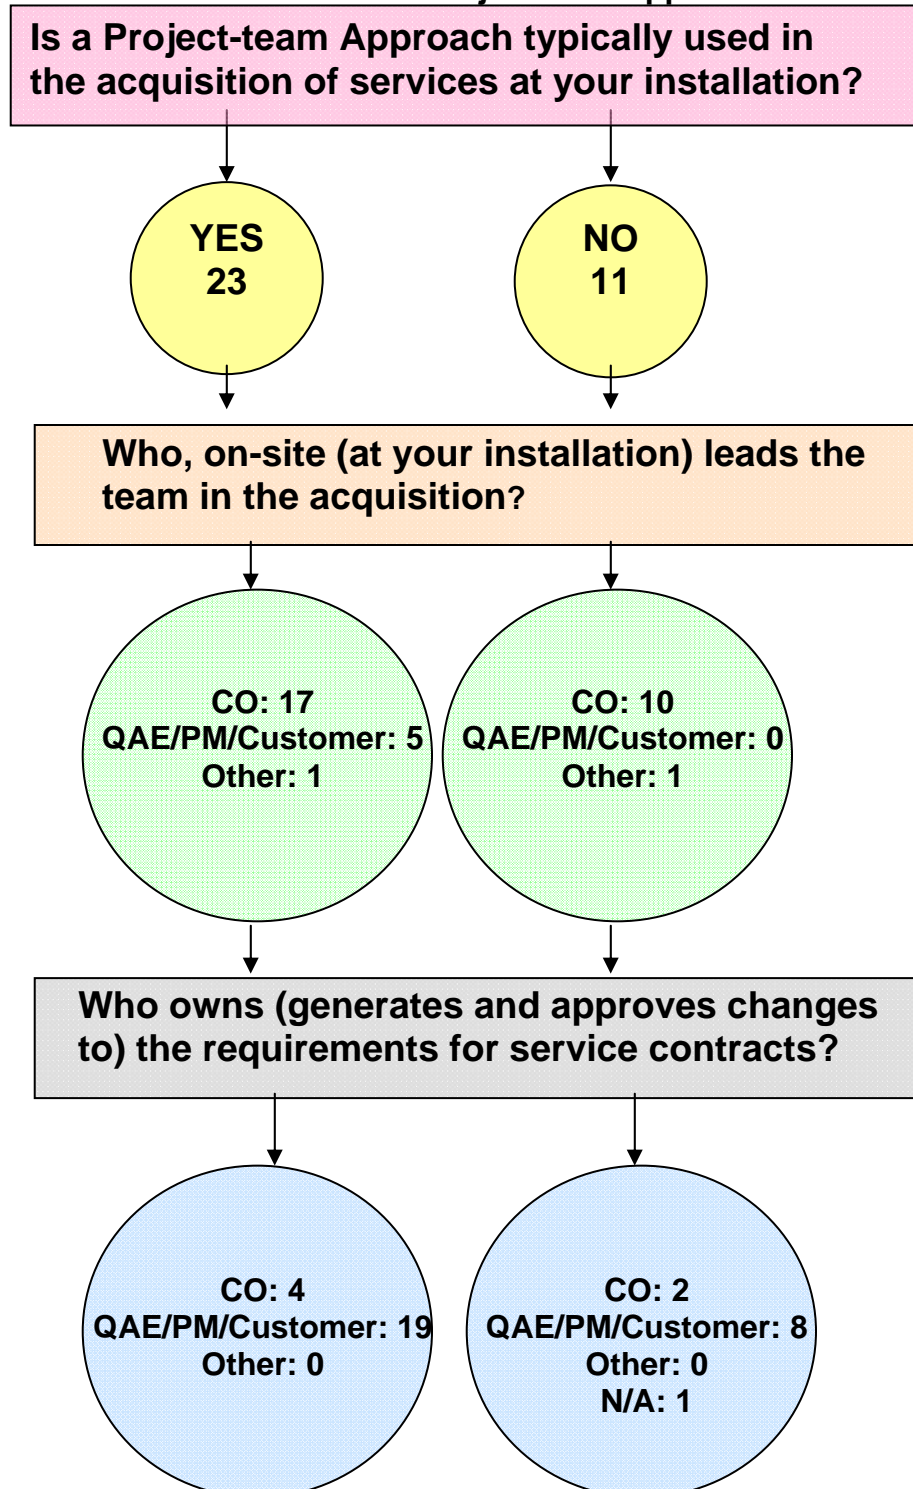 Is a Project-team Approach typically used in
the acquisition of services at your installation?
YES
23
NO
11
Who, on-site (at your installation) leads the
team in the acquisition?
CO: 17
QAE/PM/Customer: 5
Other: 1
CO: 10
QAE/PM/Customer: 0
Other: 1
Who owns (generates and approves changes
to) the requirements for service contracts?
CO: 4
QAE/PM/Customer: 19
Other: 0
CO: 2
QAE/PM/Customer: 8
Other: 0
N/A: 1